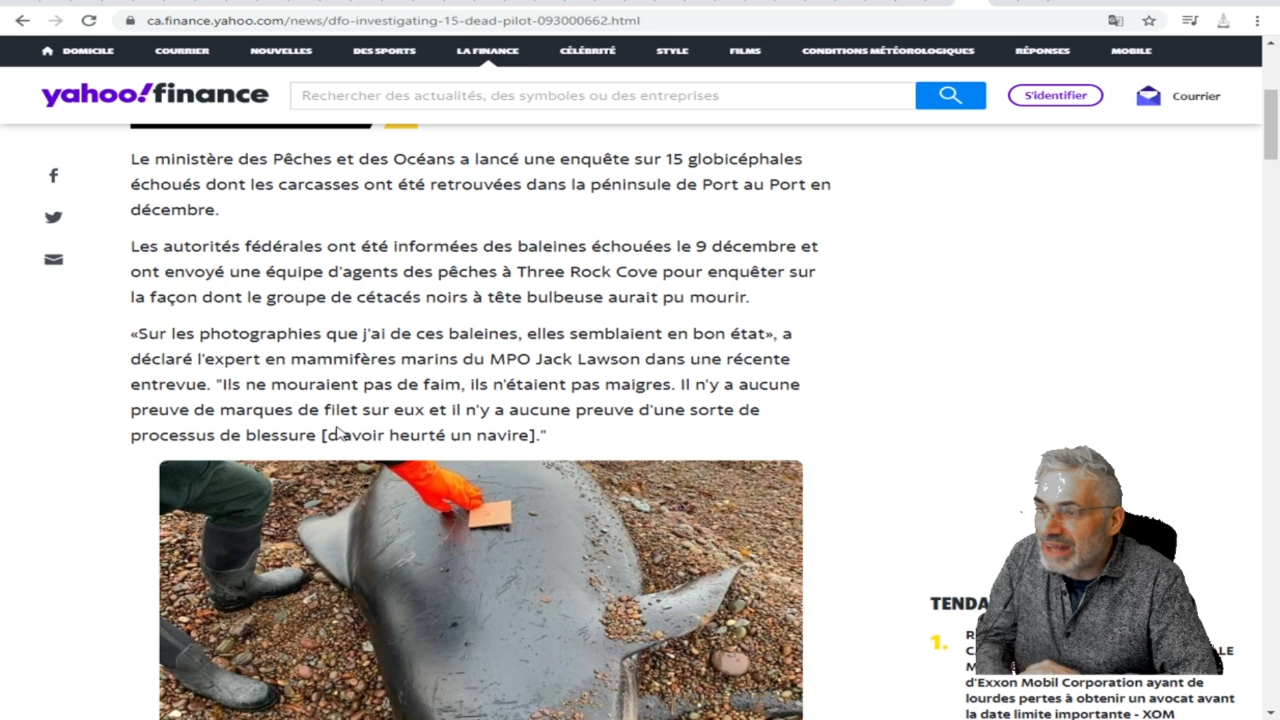 ca.finance.yahoo.com/news/dfo-investigating-15-dead-pilot-093000662.html
DOMICILE COURRIER NOUVELLES DES SPORTS LA FINANCE CÉLÉBRITÉ STYLE FILMS CONDITIONS MÉTÉOROLOGIQUES RÉPONSES MOBILE
yahoo!finance Rechercher des actualités, des symboles ou des entreprises S'identifier Courrier
Le ministère des Pêches et des Océans a lancé une enquête sur 15 globicéphales
échoués dont les carcasses ont été retrouvées dans la péninsule de Port au Port en
décembre.
Les autorités fédérales ont été informées des baleines échouées le 9 décembre et
ont envoyé une équipe d'agents des pêches à Three Rock Cove pour enquêter sur
la façon dont le groupe de cétacés noirs à tête bulbeuse aurait pu mourir.
«Sur les photographies que j'ai de ces baleines, elles semblaient en bon état», a
déclaré l'expert en mammifères marins du MPO Jack Lawson dans une récente
entrevue. "Ils ne mouraient pas de faim, ils n'étaient pas maigres. Il n'y a aucune
preuve de marques de filet sur eux et il n'y a aucune preuve d'une sorte de
processus de blessure [d'avoir heurté un navire]."
TENDA
1. R
C LE
M
d'Exxon Mobil Corporation ayant de
lourdes pertes à obtenir un avocat avant
la date limite importante - XOM